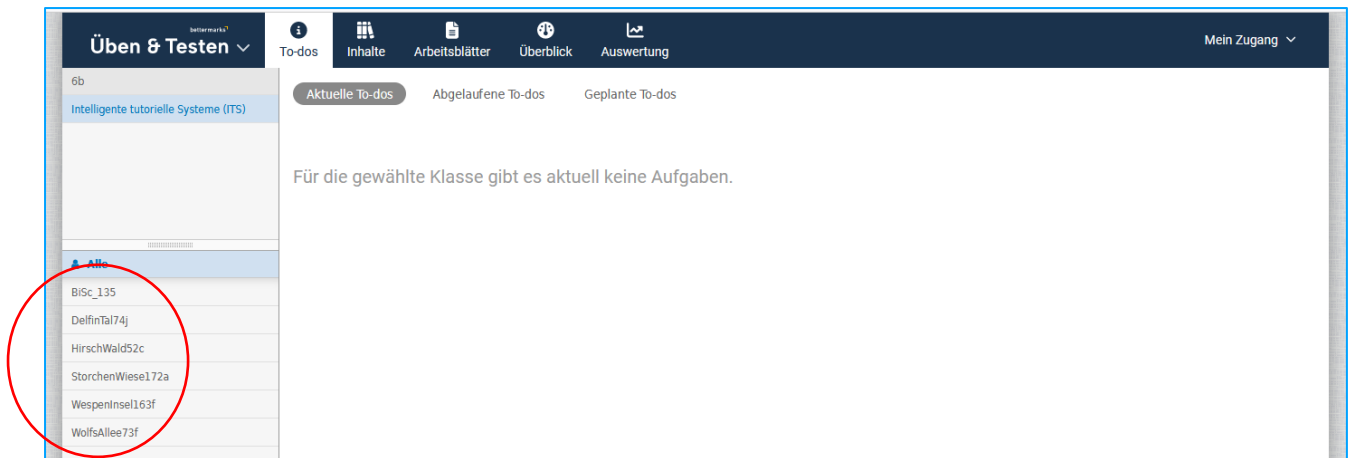 bettermarks
Üben & Testen
To-dos
Inhalte
Arbeitsblätter
Überblick
Auswertung
Mein Zugang
6b
Intelligente tutorielle Systeme (ITS)
Aktuelle To-dos
Abgelaufene To-dos
Geplante To-dos
Für die gewählte Klasse gibt es aktuell keine Aufgaben.
Alle
BiSc_135
DelfinTal74j
HirschWald52c
StorchenWiese172a
WespenInsel163f
WolfsAllee73f